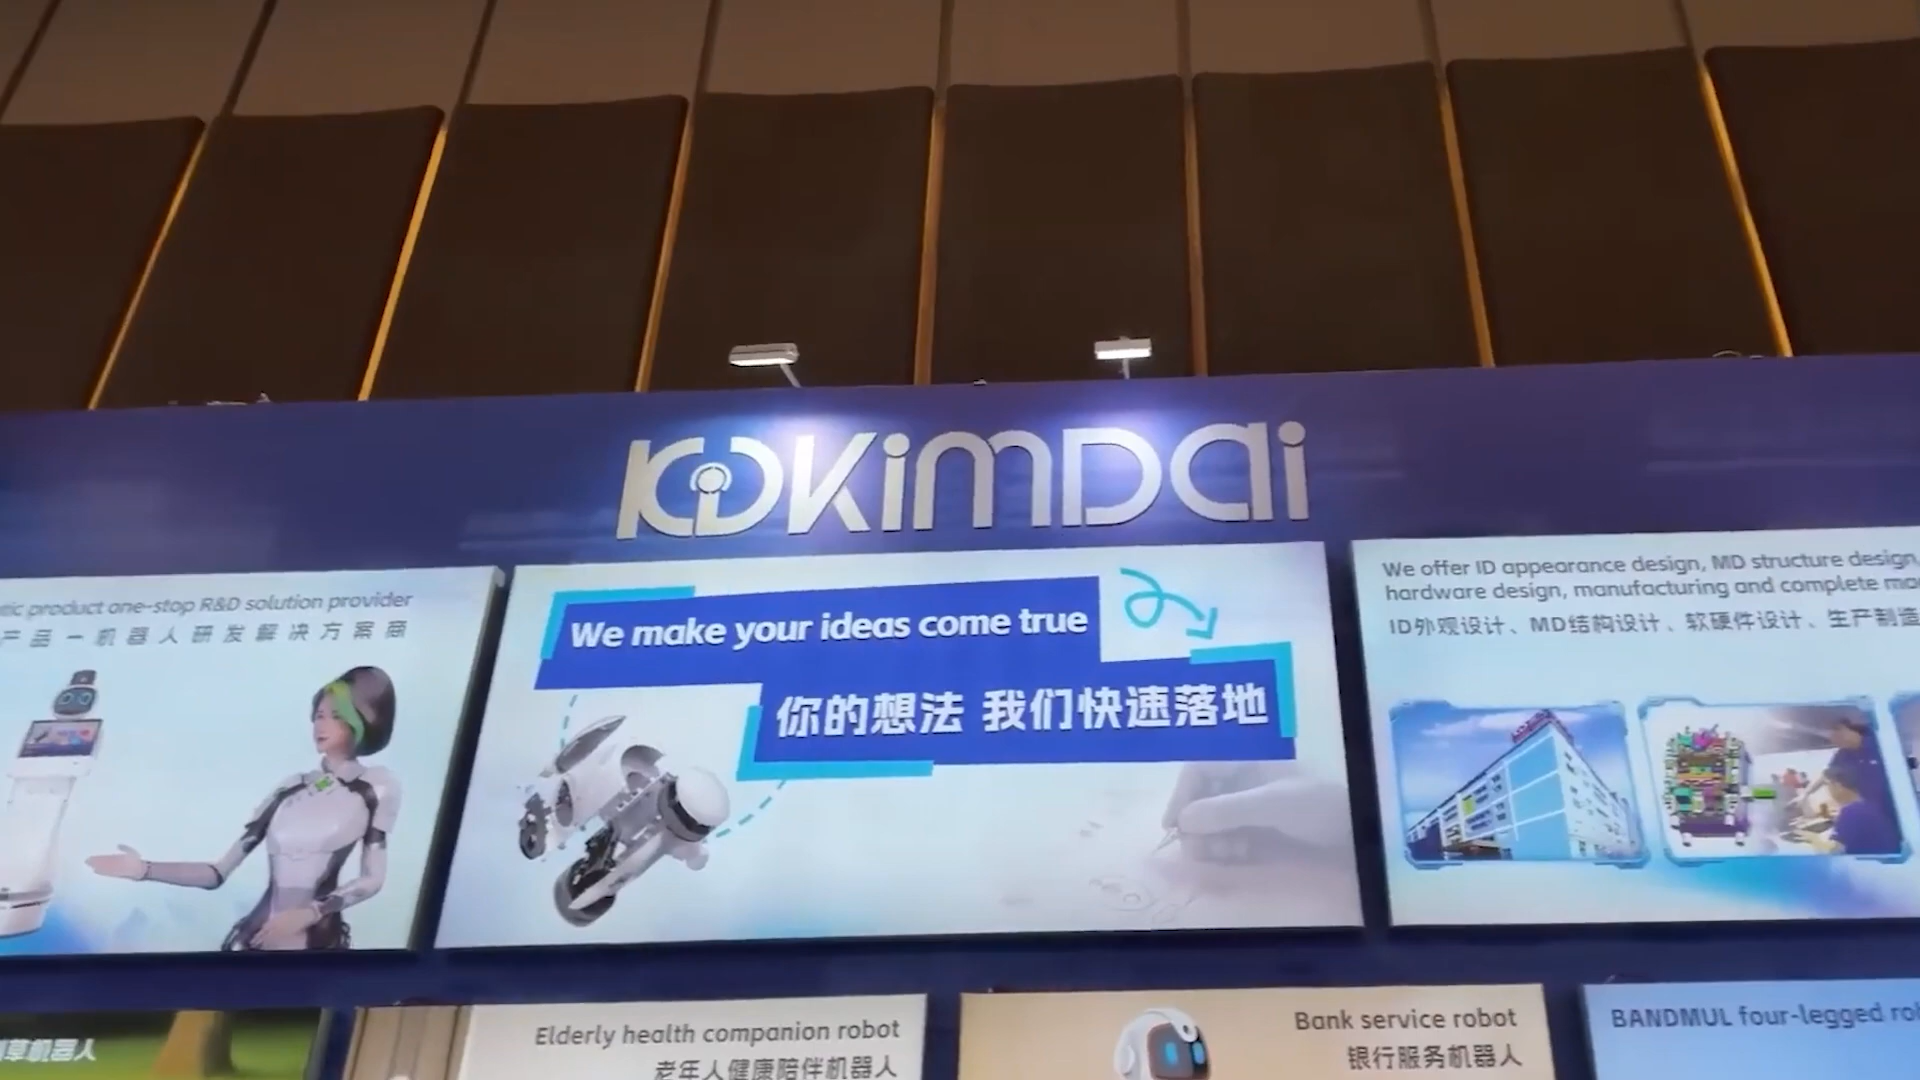 KiMDai
tic product one-stop R&D solution provider
产品一机器人研发解决方案商
We make your ideas come true
你的想法 我们快速落地
We offer ID appearance design, MD structure design,
hardware design, manufacturing and complete
ID外观设计、MD结构设计、软硬件设计、生产制造
草机器人
Elderly health companion robot
老年人健康陪伴机器人
Bank service robot
银行服务机器人
BANDMUL four-legged